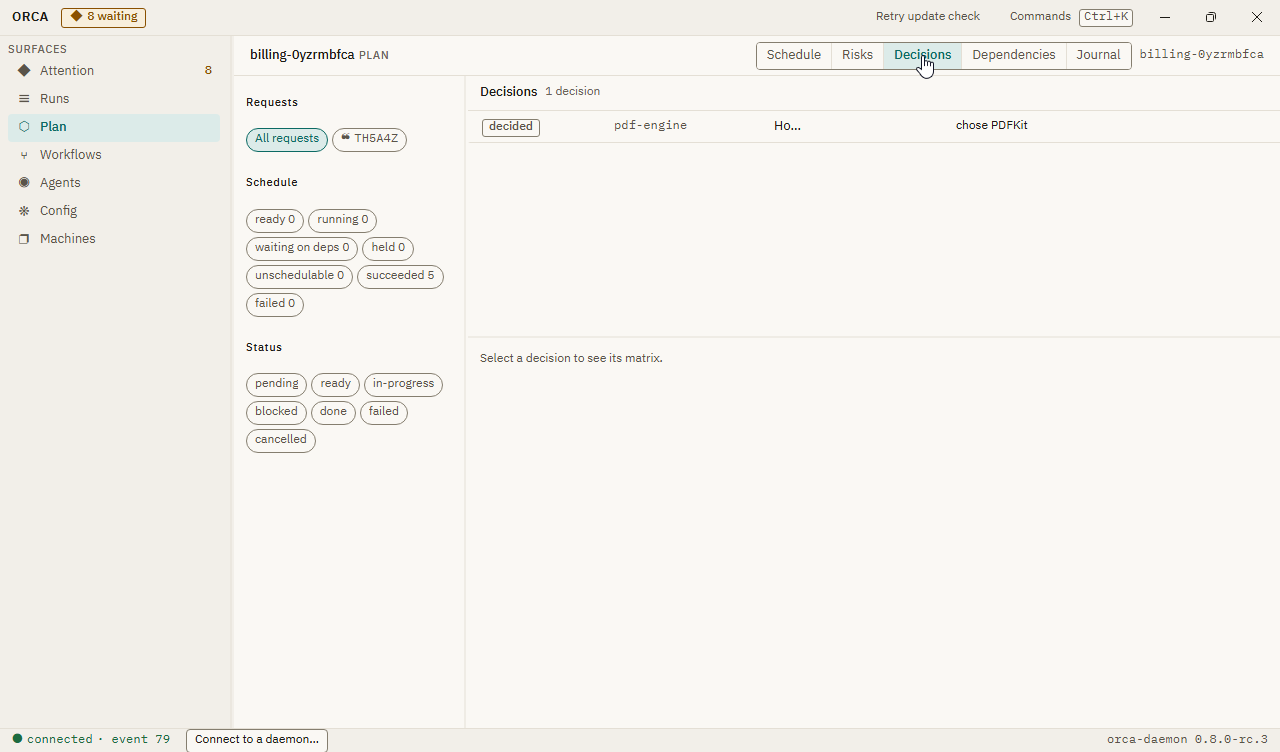 ORCA
8 waiting
Retry update check
Commands Ctrl+K
SURFACES
Attention 8
Runs
Plan
Workflows
Agents
Config
Machines
billing-0yzrmbfca PLAN
Schedule Risks Decisions Dependencies Journal
billing-0yzrmbfca
Requests
All requests ❝ TH5A4Z
Schedule
ready 0 running 0
waiting on deps 0 held 0
unschedulable 0 succeeded 5
failed 0
Status
pending ready in-progress
blocked done failed
cancelled
Decisions 1 decision
decided pdf-engine Ho... chose PDFKit
Select a decision to see its matrix.
connected · event 79
Connect to a daemon...
orca-daemon 0.8.0-rc.3